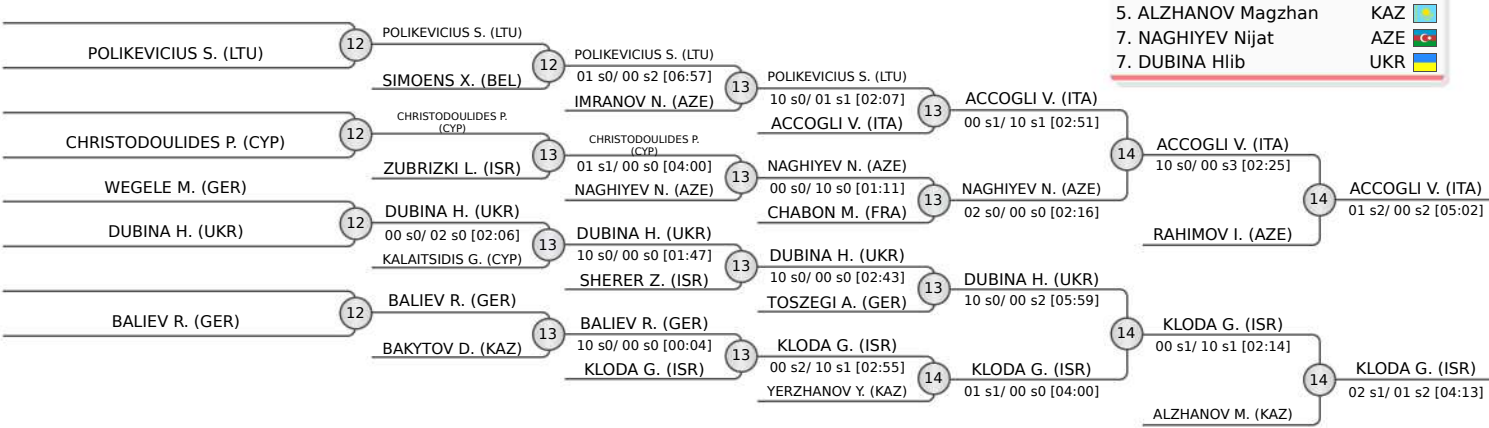 5. ALZHANOV Magzhan KAZ
7. NAGHIYEV Nijat AZE
7. DUBINA Hlib UKR
POLIKEVICIUS S. (LTU)
12
CHRISTODOULIDES P. (CYP)
12
WEGELE M. (GER)
DUBINA H. (UKR)
12
BALIEV R. (GER)
12
POLIKEVICIUS S. (LTU)
SIMOENS X. (BEL)
12
CHRISTODOULIDES P.
(CYP)
ZUBRIZKI L. (ISR)
13
DUBINA H. (UKR)
00 s0/ 02 s0 [02:06]
KALAITSIDIS G. (CYP)
13
BALIEV R. (GER)
BAKYTOV D. (KAZ)
13
POLIKEVICIUS S. (LTU)
01 s0/ 00 s2 [06:57]
IMRANOV N. (AZE)
13
CHRISTODOULIDES P.
(CYP)
01 s1/ 00 s0 [04:00]
NAGHIYEV N. (AZE)
13
DUBINA H. (UKR)
10 s0/ 00 s0 [01:47]
SHERER Z. (ISR)
13
BALIEV R. (GER)
10 s0/ 00 s0 [00:04]
KLODA G. (ISR)
13
POLIKEVICIUS S. (LTU)
10 s0/ 01 s1 [02:07]
ACCOGLI V. (ITA)
13
NAGHIYEV N. (AZE)
00 s0/ 10 s0 [01:11]
CHABON M. (FRA)
13
DUBINA H. (UKR)
10 s0/ 00 s0 [02:43]
TOSZEGI A. (GER)
13
KLODA G. (ISR)
00 s2/ 10 s1 [02:55]
YERZHANOV Y. (KAZ)
14
ACCOGLI V. (ITA)
00 s1/ 10 s1 [02:51]
NAGHIYEV N. (AZE)
02 s0/ 00 s0 [02:16]
14
DUBINA H. (UKR)
10 s0/ 00 s2 [05:59]
KLODA G. (ISR)
01 s1/ 00 s0 [04:00]
14
ACCOGLI V. (ITA)
10 s0/ 00 s3 [02:25]
RAHIMOV I. (AZE)
14
KLODA G. (ISR)
00 s1/ 10 s1 [02:14]
ALZHANOV M. (KAZ)
14
ACCOGLI V. (ITA)
01 s2/ 00 s2 [05:02]
KLODA G. (ISR)
02 s1/ 01 s2 [04:13]